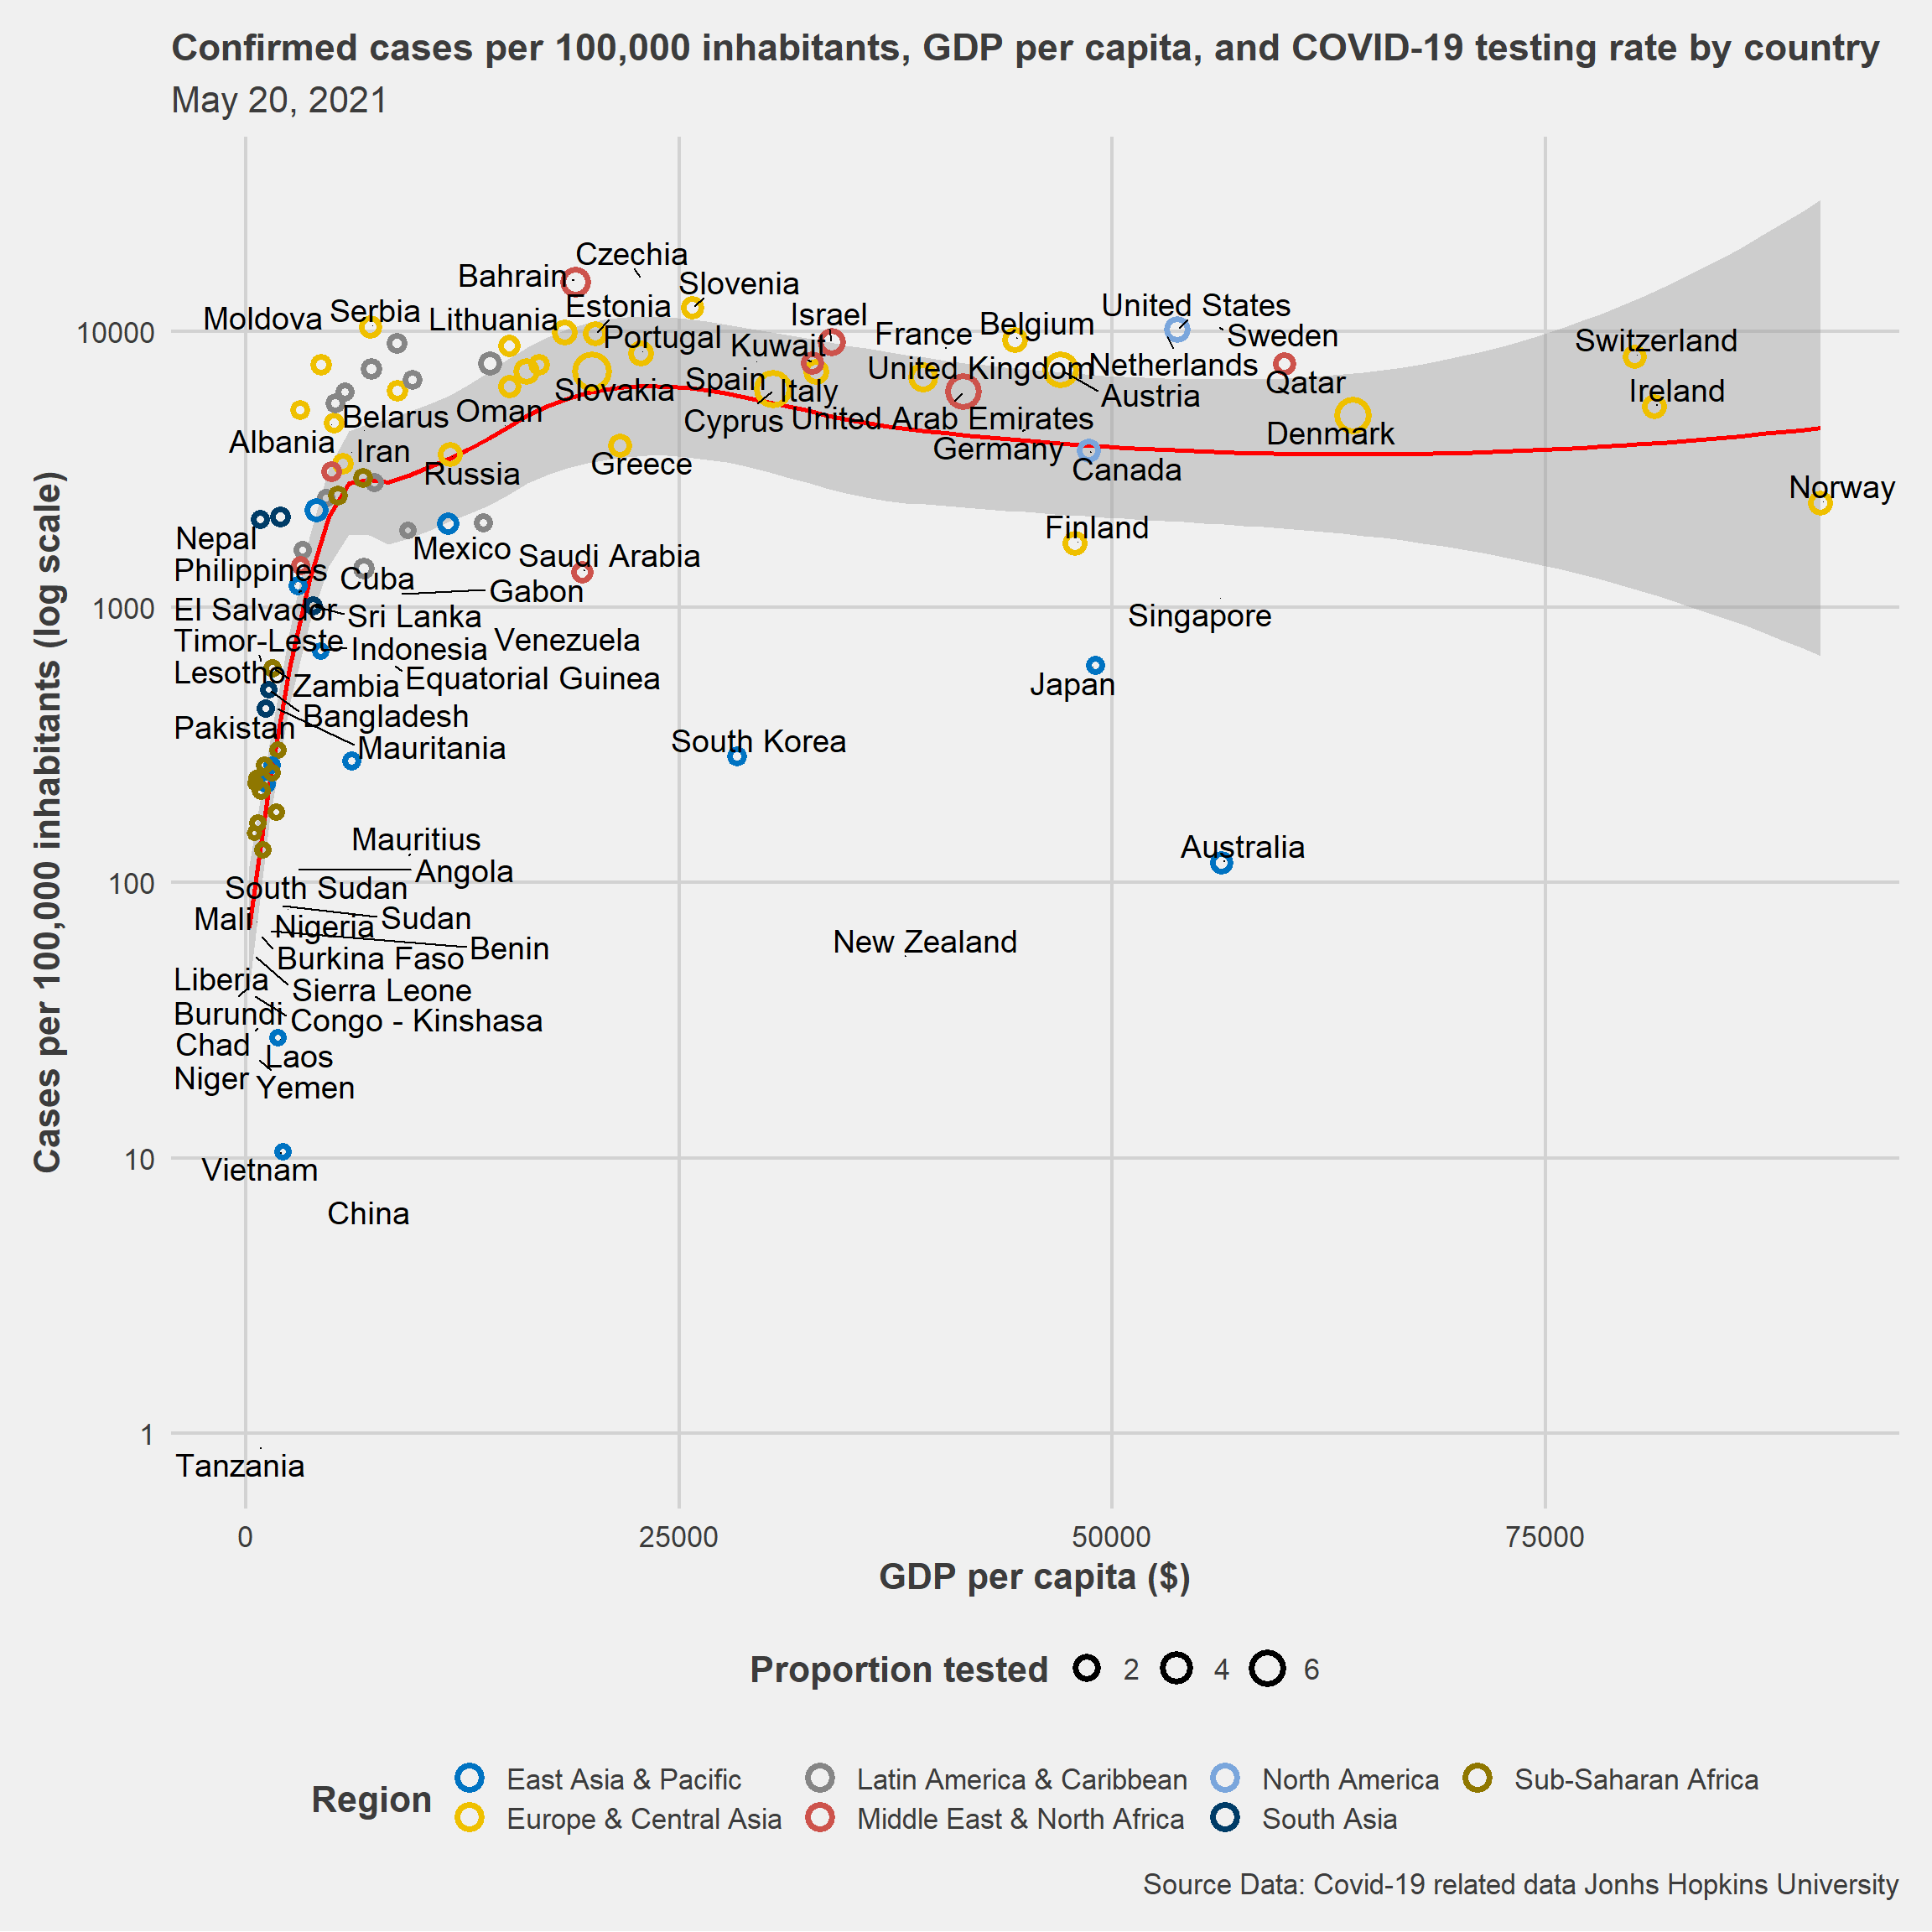 Confirmed cases per 100,000 inhabitants, GDP per capita, and COVID-19 testing rate by country
May 20, 2021
Cases per 100,000 inhabitants (log scale)
10000
1000
100
10
1
Czechia
Bahrain
Slovenia
Estonia
United States
Moldova
Serbia
Lithuania
Israel
France
Belgium
Sweden
Portugal
Kuwait
Switzerland
United Kingdom
Netherlands
Spain
Italy
Slovakia
Qatar
Ireland
Austria
Belarus
Oman
Cyprus
United Arab Emirates
Albania
Iran
Germany
Denmark
Russia
Greece
Canada
Norway
Nepal
Finland
Mexico
Saudi Arabia
Philippines
Cuba
Gabon
El Salvador
Sri Lanka
Singapore
Timor-Leste
Indonesia
Venezuela
Lesotho
Zambia
Equatorial Guinea
Japan
Bangladesh
Pakistan
Mauritania
South Korea
Mauritius
Australia
Angola
South Sudan
Mali
Sudan
Nigeria
Benin
New Zealand
Burkina Faso
Liberia
Sierra Leone
Burundi
Congo - Kinshasa
Chad
Laos
Niger
Yemen
Vietnam
China
Tanzania
0
25000
50000
75000
GDP per capita ($)
Proportion tested
2
4
6
Region
East Asia & Pacific
Latin America & Caribbean
North America
Sub-Saharan Africa
Europe & Central Asia
Middle East & North Africa
South Asia
Source Data: Covid-19 related data Jonhs Hopkins University